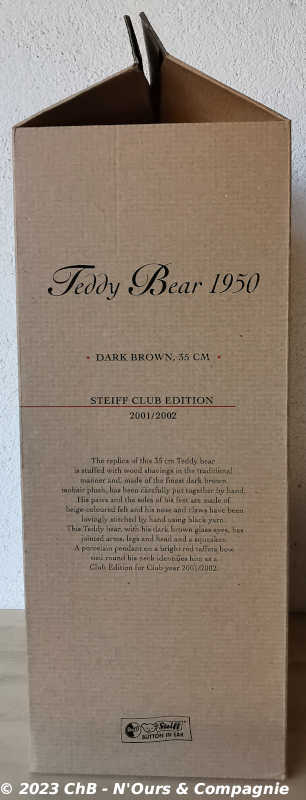 Teddy Bear 1950
• DARK BROWN, 35 CM •
STEIFF CLUB EDITION
2001/2002
The replica of this 35 cm Teddy bear
is stuffed with wood shavings in the traditional
manner and, made of the finest dark brown
mohair plush, has been carefully put together by hand.
His paws and the soles of his feet are made of
beige-coloured felt and his nose and claws have been
lovingly stitched by hand using black yarn.
This Teddy bear, with his dark brown glass eyes, has
jointed arms, legs and head and a squeaker.
A porcelain pendant on a bright red taffeta bow
tied round his neck identifies him as a
Club Edition for Club year 2001/2002.
Steiff
BUTTON IN EAR
© 2023 ChB - N'Ours & Compagnie